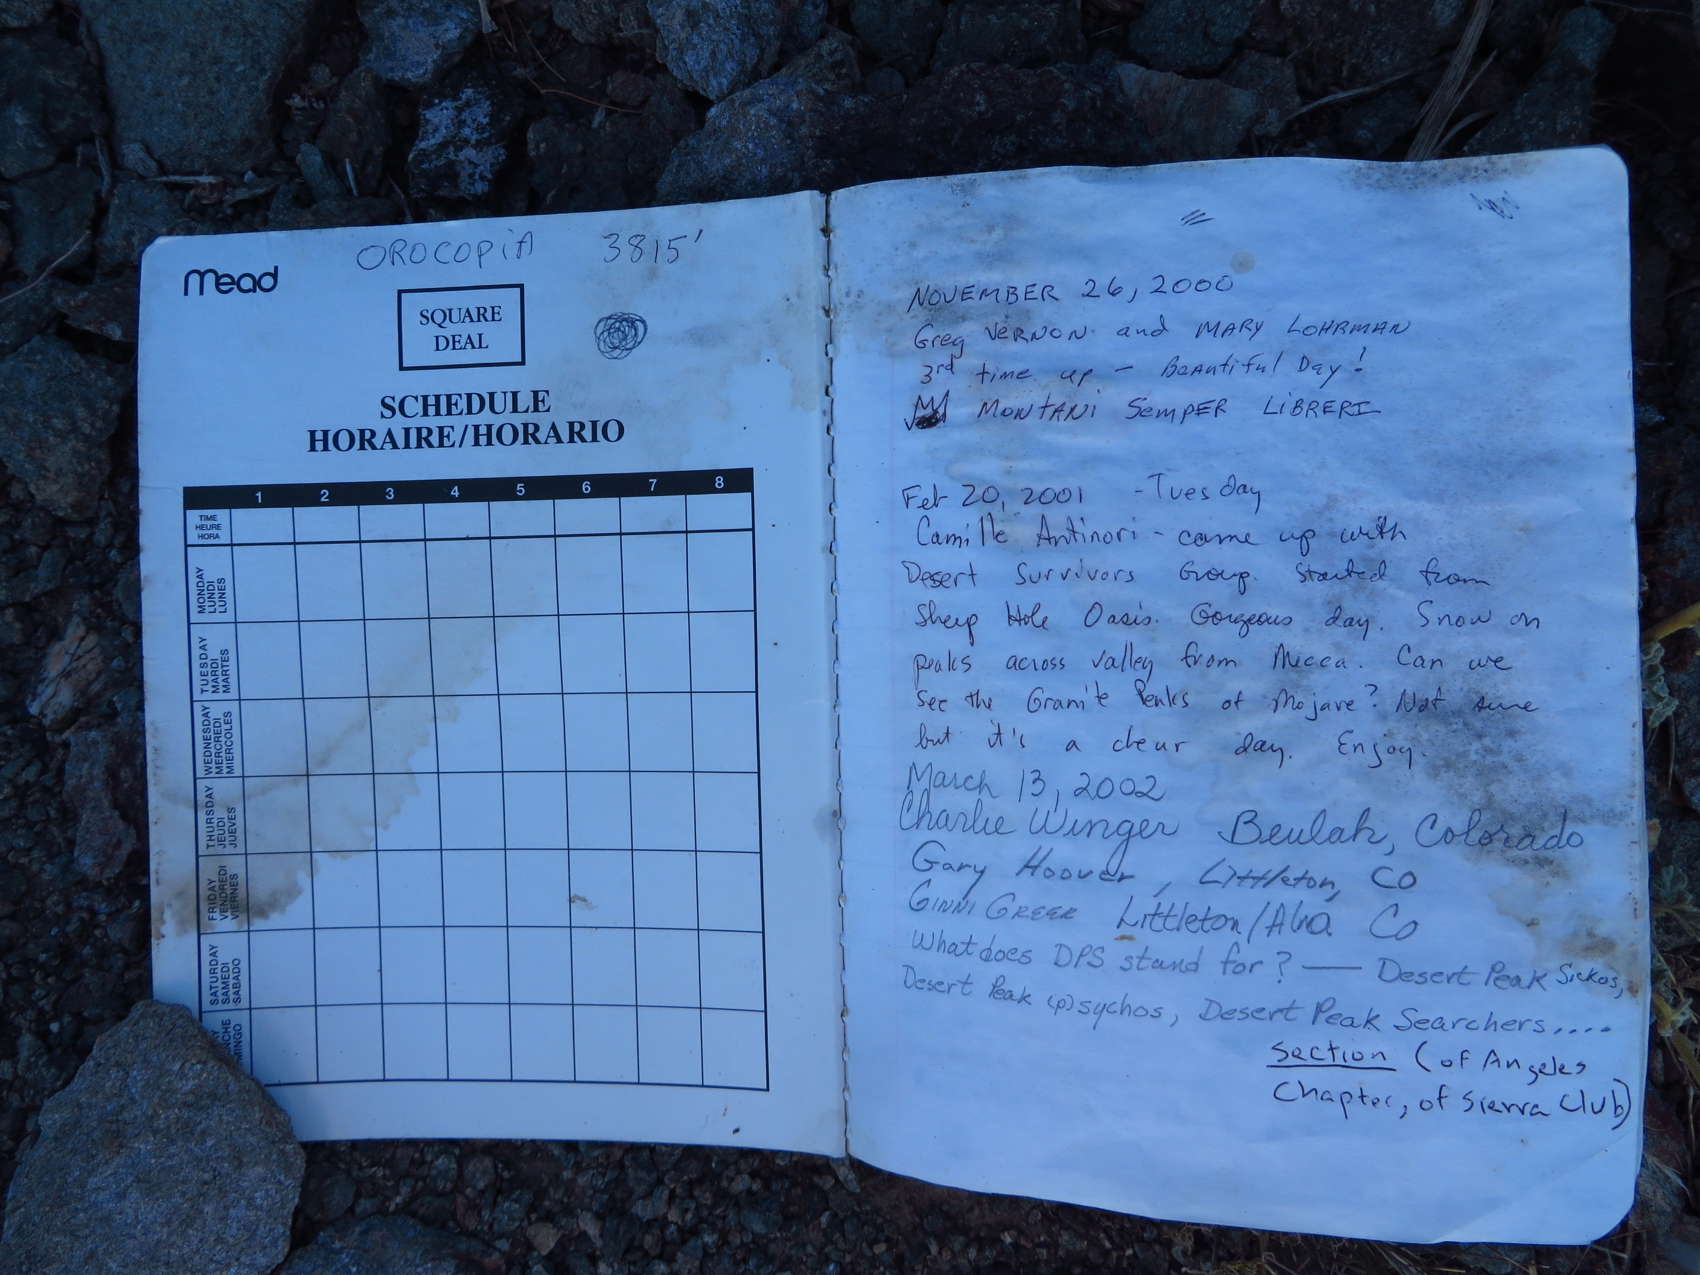 OROCOPIA 3815'
Mead
SQUARE
DEAL
SCHEDULE
HORAIRE/HORARIO
1 2 3 4 5 6 7 8
TIME
HEURE
HORA
MONDAY
LUNDI
LUNES
TUESDAY
MARDI
MARTES
WEDNESDAY
MERCREDI
MIERCOLES
THURSDAY
JEUDI
JUEVES
FRIDAY
VENDREDI
VIERNES
SATURDAY
SAMEDI
SABADO
NOVEMBER 26, 2000
Greg VERNON and MARY LOHRMAN
3rd time up - Beautiful Day!
MONTANI SEMPER LIBRERI
Feb 20, 2001 - Tuesday
Camille Antinori - came up with
Desert Survivors Group. Started from
Sheep Hole Oasis. Gorgeous day. Snow on
peaks across valley from Mecca. Can we
see the Granite Peaks of Mojave? Not sure
but it's a clear day. Enjoy.
March 13, 2002
Charlie Winger Beulah, Colorado
Gary Hoover, Littleton, CO
GINNI GREER Littleton/ CO
What does DPS stand for? — Desert Peak Sickos,
Desert Peak (p)sychos, Desert Peak Searchers....
Section (of Angeles
Chapter, of Sierra Club)